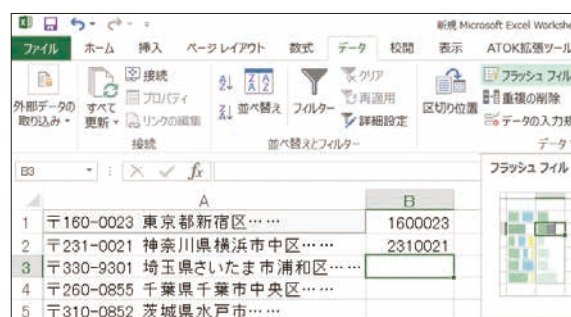 新規 Microsoft Excel Workshe
ファイル ホーム 挿入 ページ レイアウト 数式 データ 校閲 表示 ATOK拡張ツール
外部データの取り込み
すべて更新
接続
プロパティ
リンクの編集
接続
並べ替え
フィルター
クリア
再適用
詳細設定
並べ替えとフィルター
区切り位置
フラッシュ フィル
重複の削除
データの入力規
データ
B3 fx
フラッシュ フィル
A B
1 〒160-0023 東京都新宿区…… 1600023
2 〒231-0021 神奈川県横浜市中区…… 2310021
3 〒330-9301 埼玉県さいたま市浦和区……
4 〒260-0855 千葉県千葉市中央区……
5 〒310-0852 茨城県水戸市……